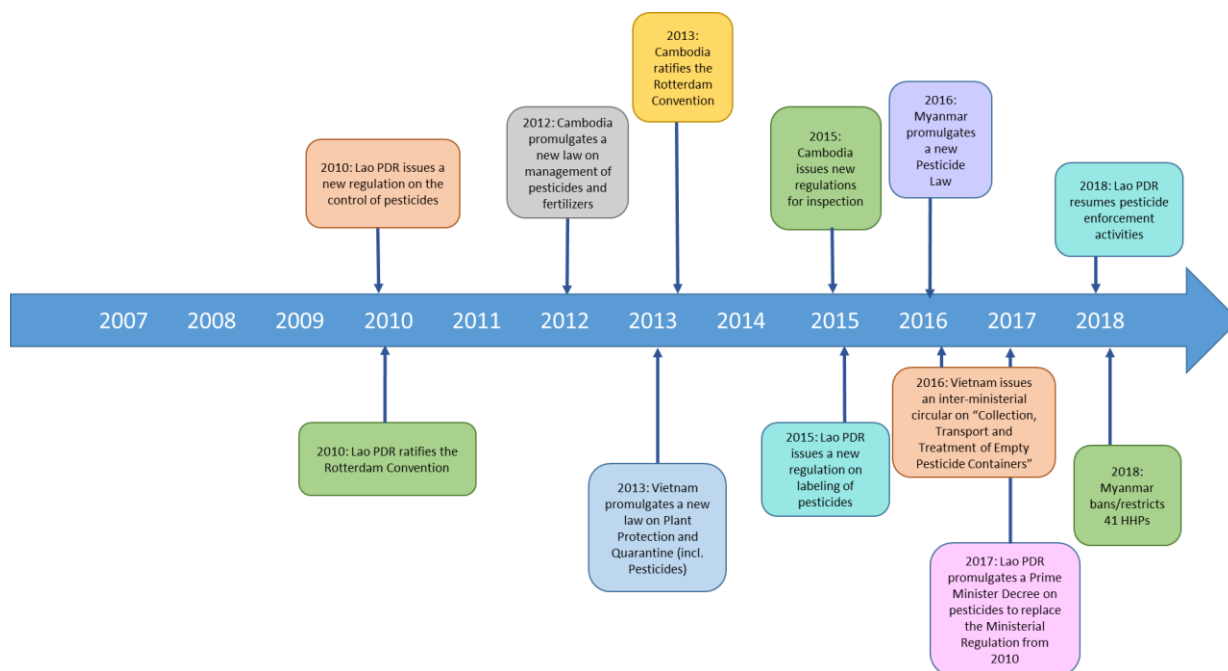 2013:
Cambodia
ratifies the
Rotterdam
Convention
2012: Cambodia
promulgates a
new law on
management of
pesticides and
fertilizers
2016:
Myanmar
promulgates
a new
Pesticide
Law
2015:
Cambodia
issues new
regulations
for inspection
2010: Lao PDR issues a
new regulation on the
control of pesticides
2018: Lao PDR
resumes pesticide
enforcement
activities
2007 2008 2009 2010 2011 2012 2013 2014 2015 2016 2017 2018
2010: Lao PDR ratifies the
Rotterdam Convention
2013: Vietnam
promulgates a new
law on Plant
Protection and
Quarantine (incl.
Pesticides)
2015: Lao PDR
issues a new
regulation on
labeling of
pesticides
2016: Vietnam issues
an inter-ministerial
circular on “Collection,
Transport and
Treatment of Empty
Pesticide Containers”
2018:
Myanmar
bans/restricts
41 HHPs
2017: Lao PDR
promulgates a Prime
Minister Decree on
pesticides to replace
the Ministerial
Regulation from
2010